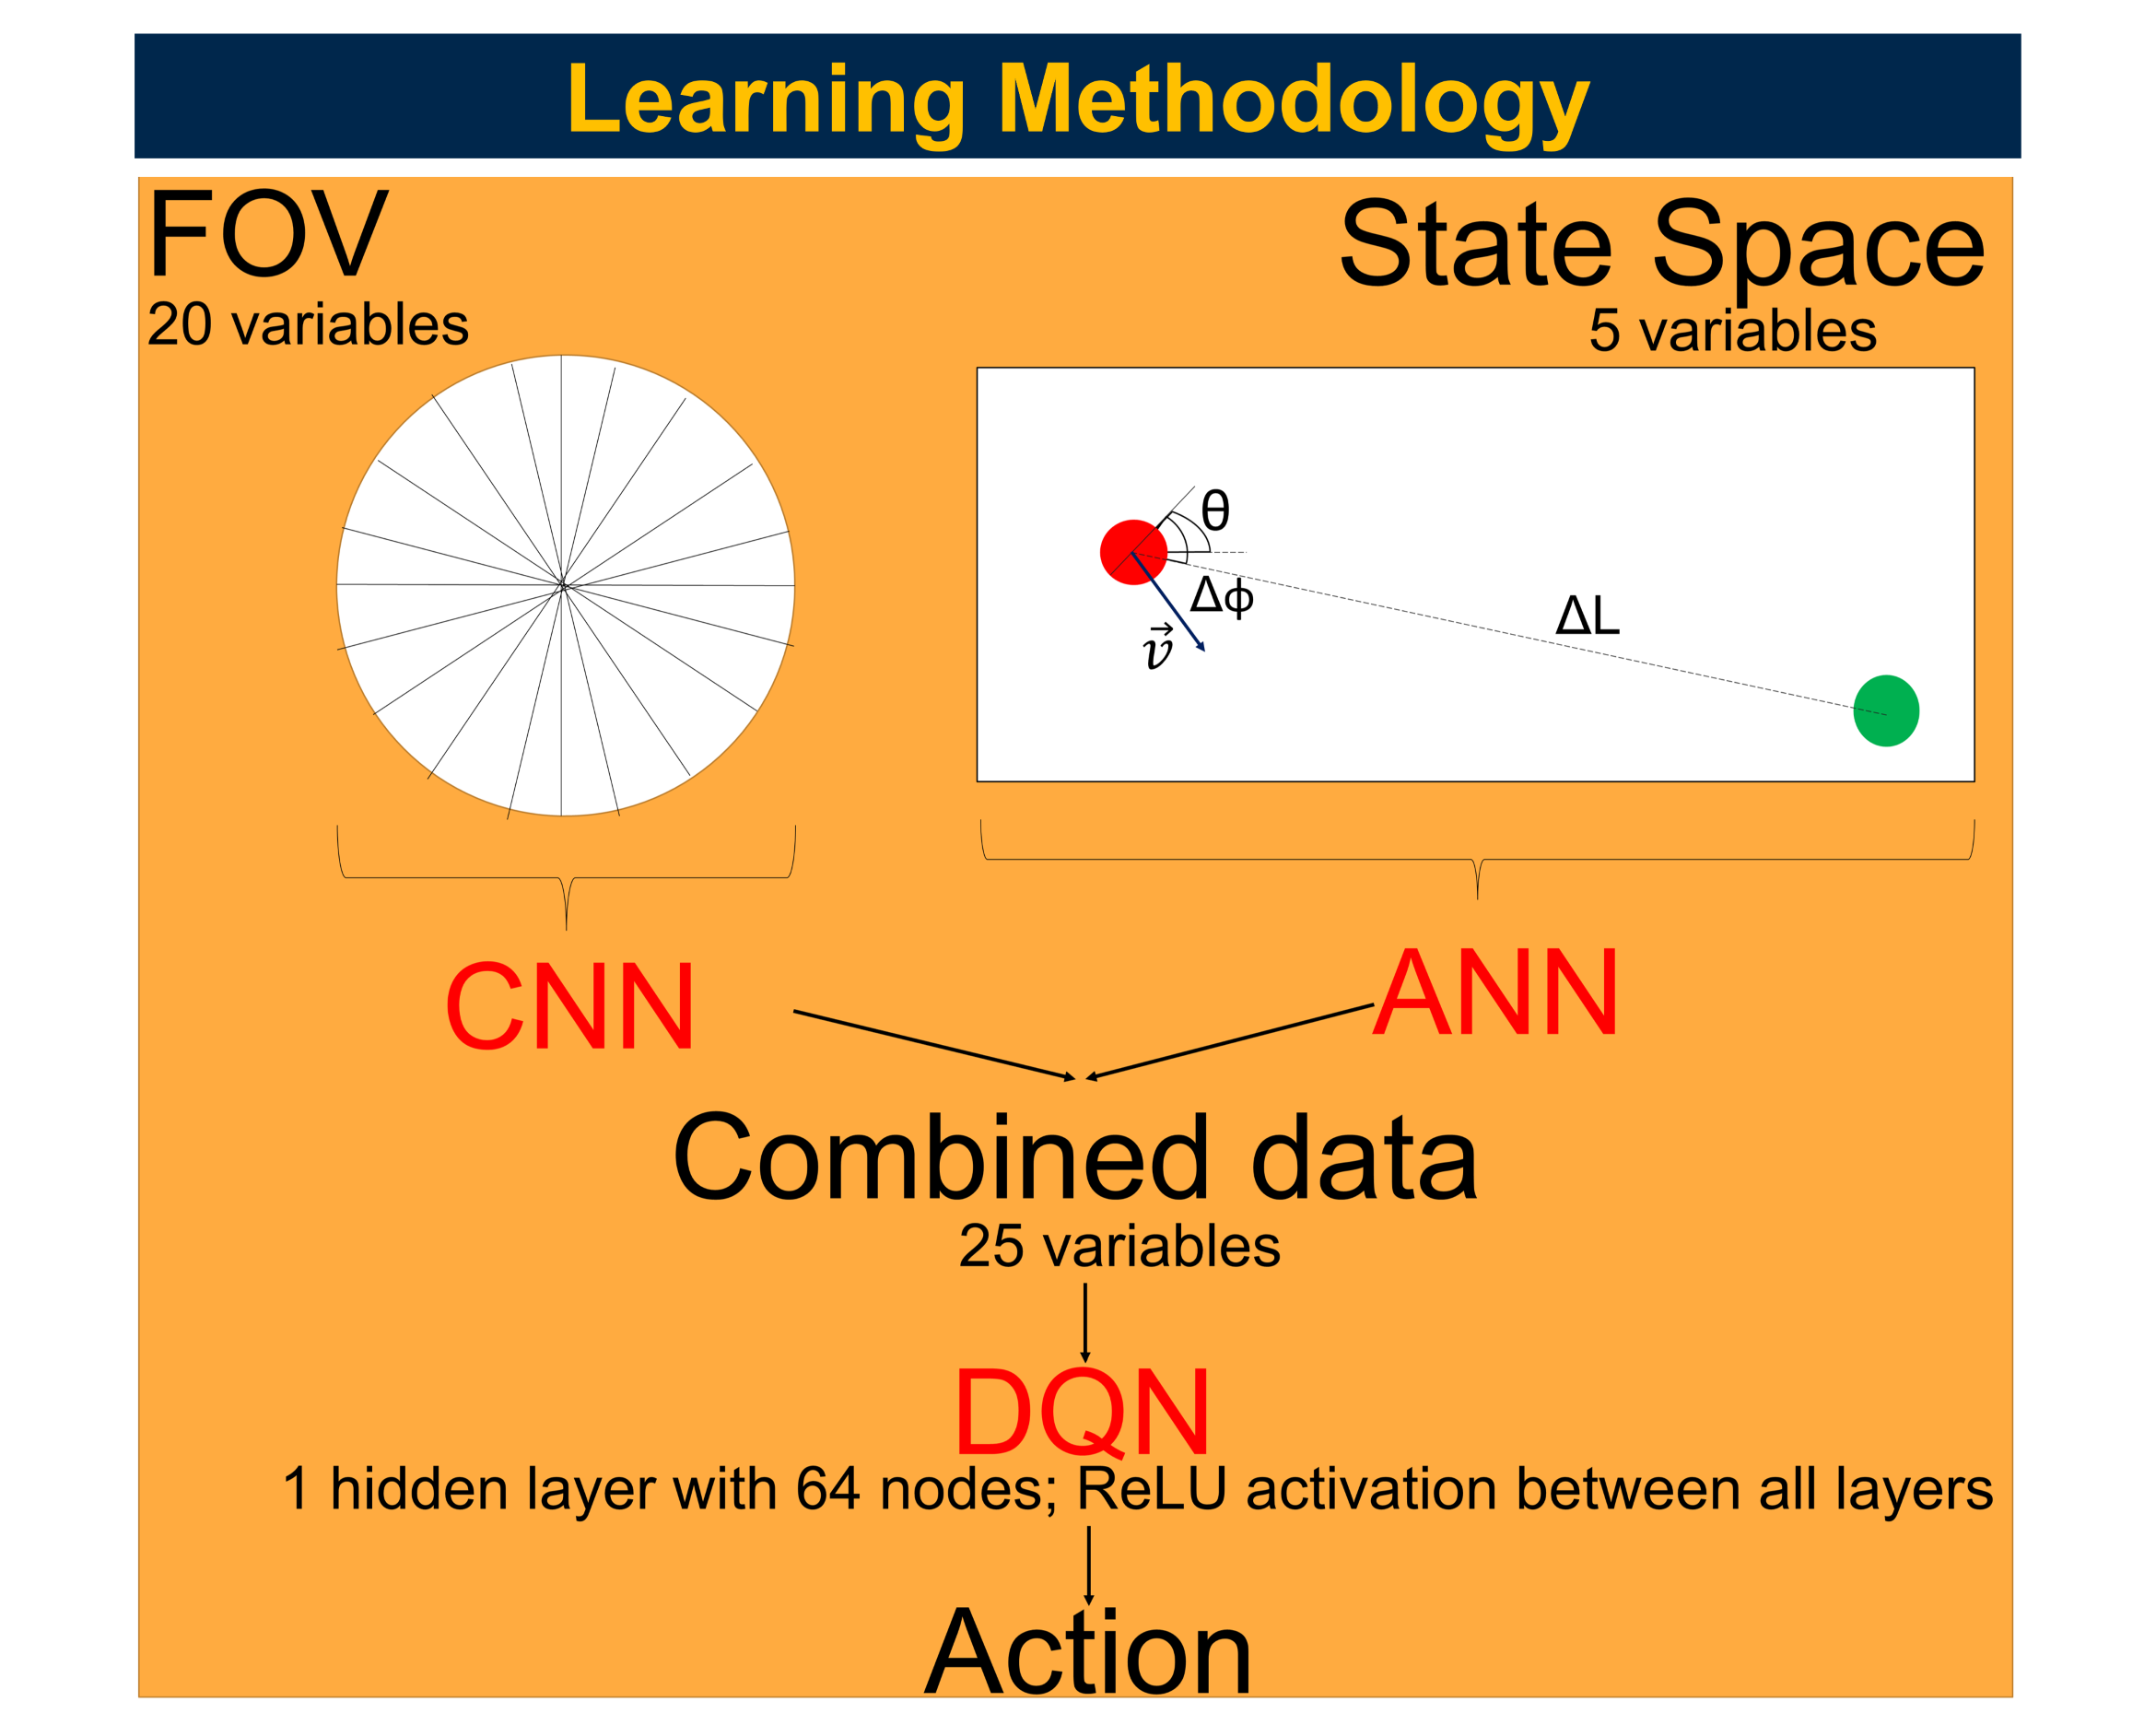 Learning Methodology
FOV
20 variables
State Space
5 variables
θ
Δϕ
v⃗
ΔL
CNN
ANN
Combined data
25 variables
DQN
1 hidden layer with 64 nodes; ReLU activation between all layers
Action